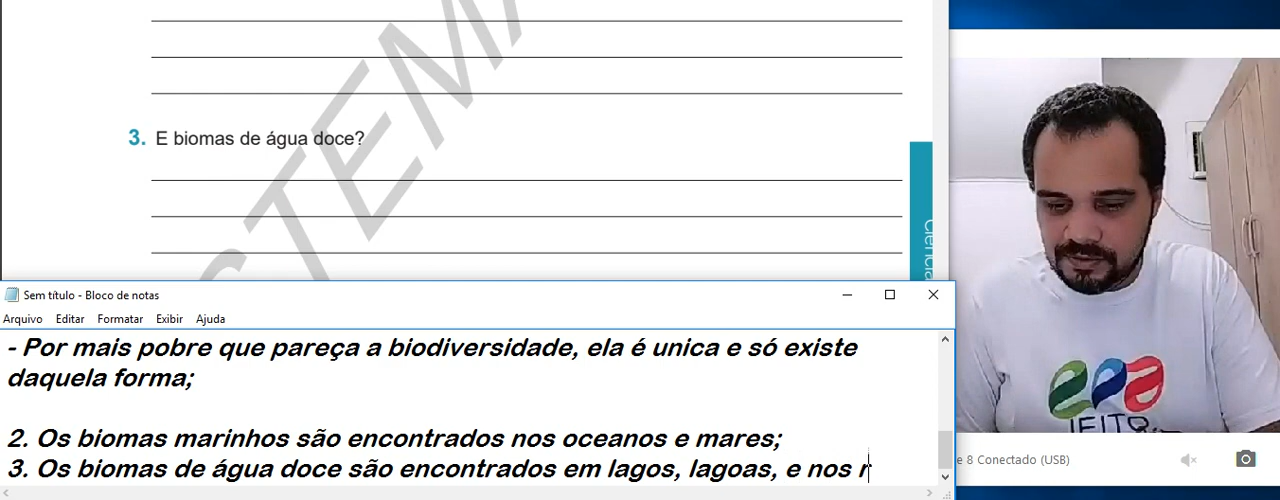 3. E biomas de água doce?
Sem título - Bloco de notas
Arquivo Editar Formatar Exibir Ajuda
- Por mais pobre que pareça a biodiversidade, ela é unica e só existe
daquela forma;
2. Os biomas marinhos são encontrados nos oceanos e mares;
3. Os biomas de água doce são encontrados em lagos, lagoas, e nos r
e 8 Conectado (USB)
STEM
Ciência